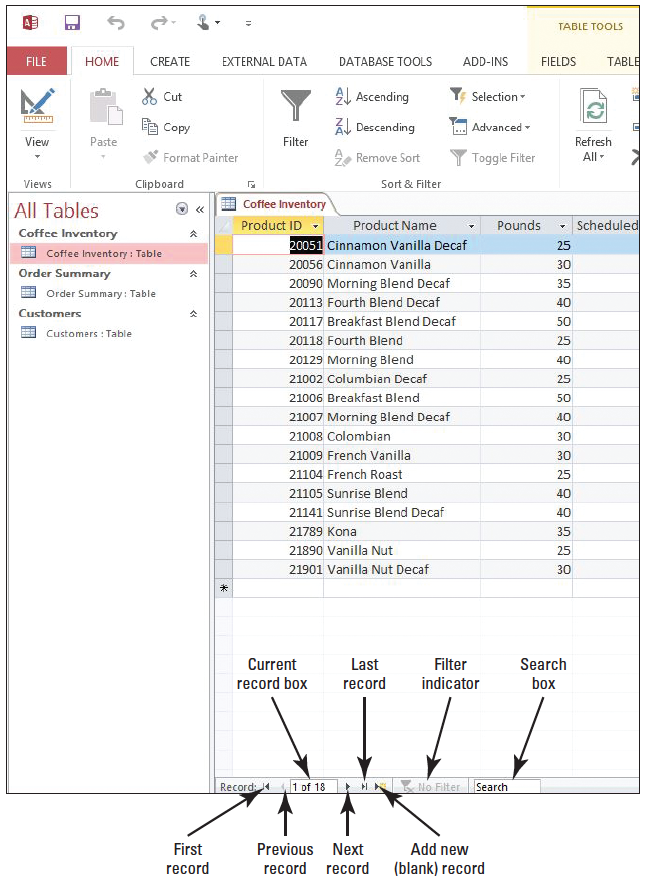 TABLE TOOLS
FILE HOME CREATE EXTERNAL DATA DATABASE TOOLS ADD-INS FIELDS TABLE
View
Paste
Cut
Copy
Format Painter
Filter
Ascending
Descending
Remove Sort
Selection
Advanced
Toggle Filter
Refresh
All
Views Clipboard Sort & Filter
All Tables
Coffee Inventory
Coffee Inventory : Table
Order Summary
Order Summary : Table
Customers
Customers : Table
Coffee Inventory
Product ID Product Name Pounds Scheduled
20051 Cinnamon Vanilla Decaf 25
20056 Cinnamon Vanilla 30
20090 Morning Blend Decaf 35
20113 Fourth Blend Decaf 40
20117 Breakfast Blend Decaf 50
20118 Fourth Blend 25
20129 Morning Blend 40
21002 Columbian Decaf 25
21006 Breakfast Blend 50
21007 Morning Blend Decaf 40
21008 Colombian 30
21009 French Vanilla 30
21104 French Roast 25
21105 Sunrise Blend 40
21141 Sunrise Blend Decaf 40
21789 Kona 35
21890 Vanilla Nut 25
21901 Vanilla Nut Decaf 30
Current
record box
Last
record
Filter
indicator
Search
box
Record: 1 of 18 No Filter Search
First
record
Previous
record
Next
record
Add new
(blank) record